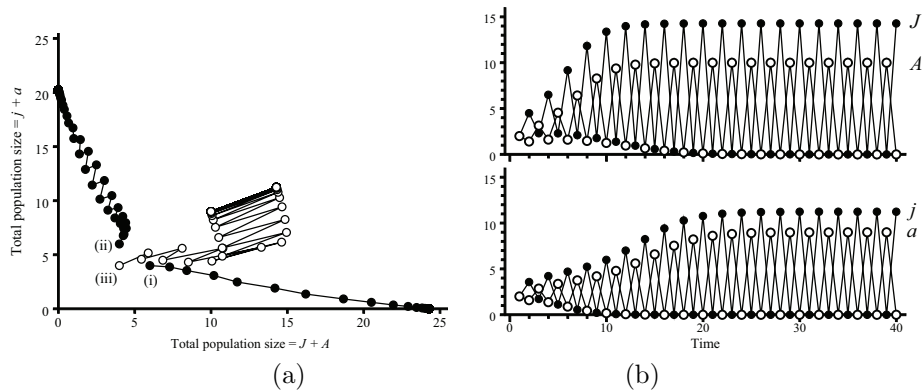 25
20
15
10
5
0
Total population size = j + a
(ii)
(iii)
(i)
0
5
10
15
20
25
Total population size = J + A
(a)
15
10
5
0
J
A
15
10
5
0
j
a
0
10
20
30
40
Time
(b)